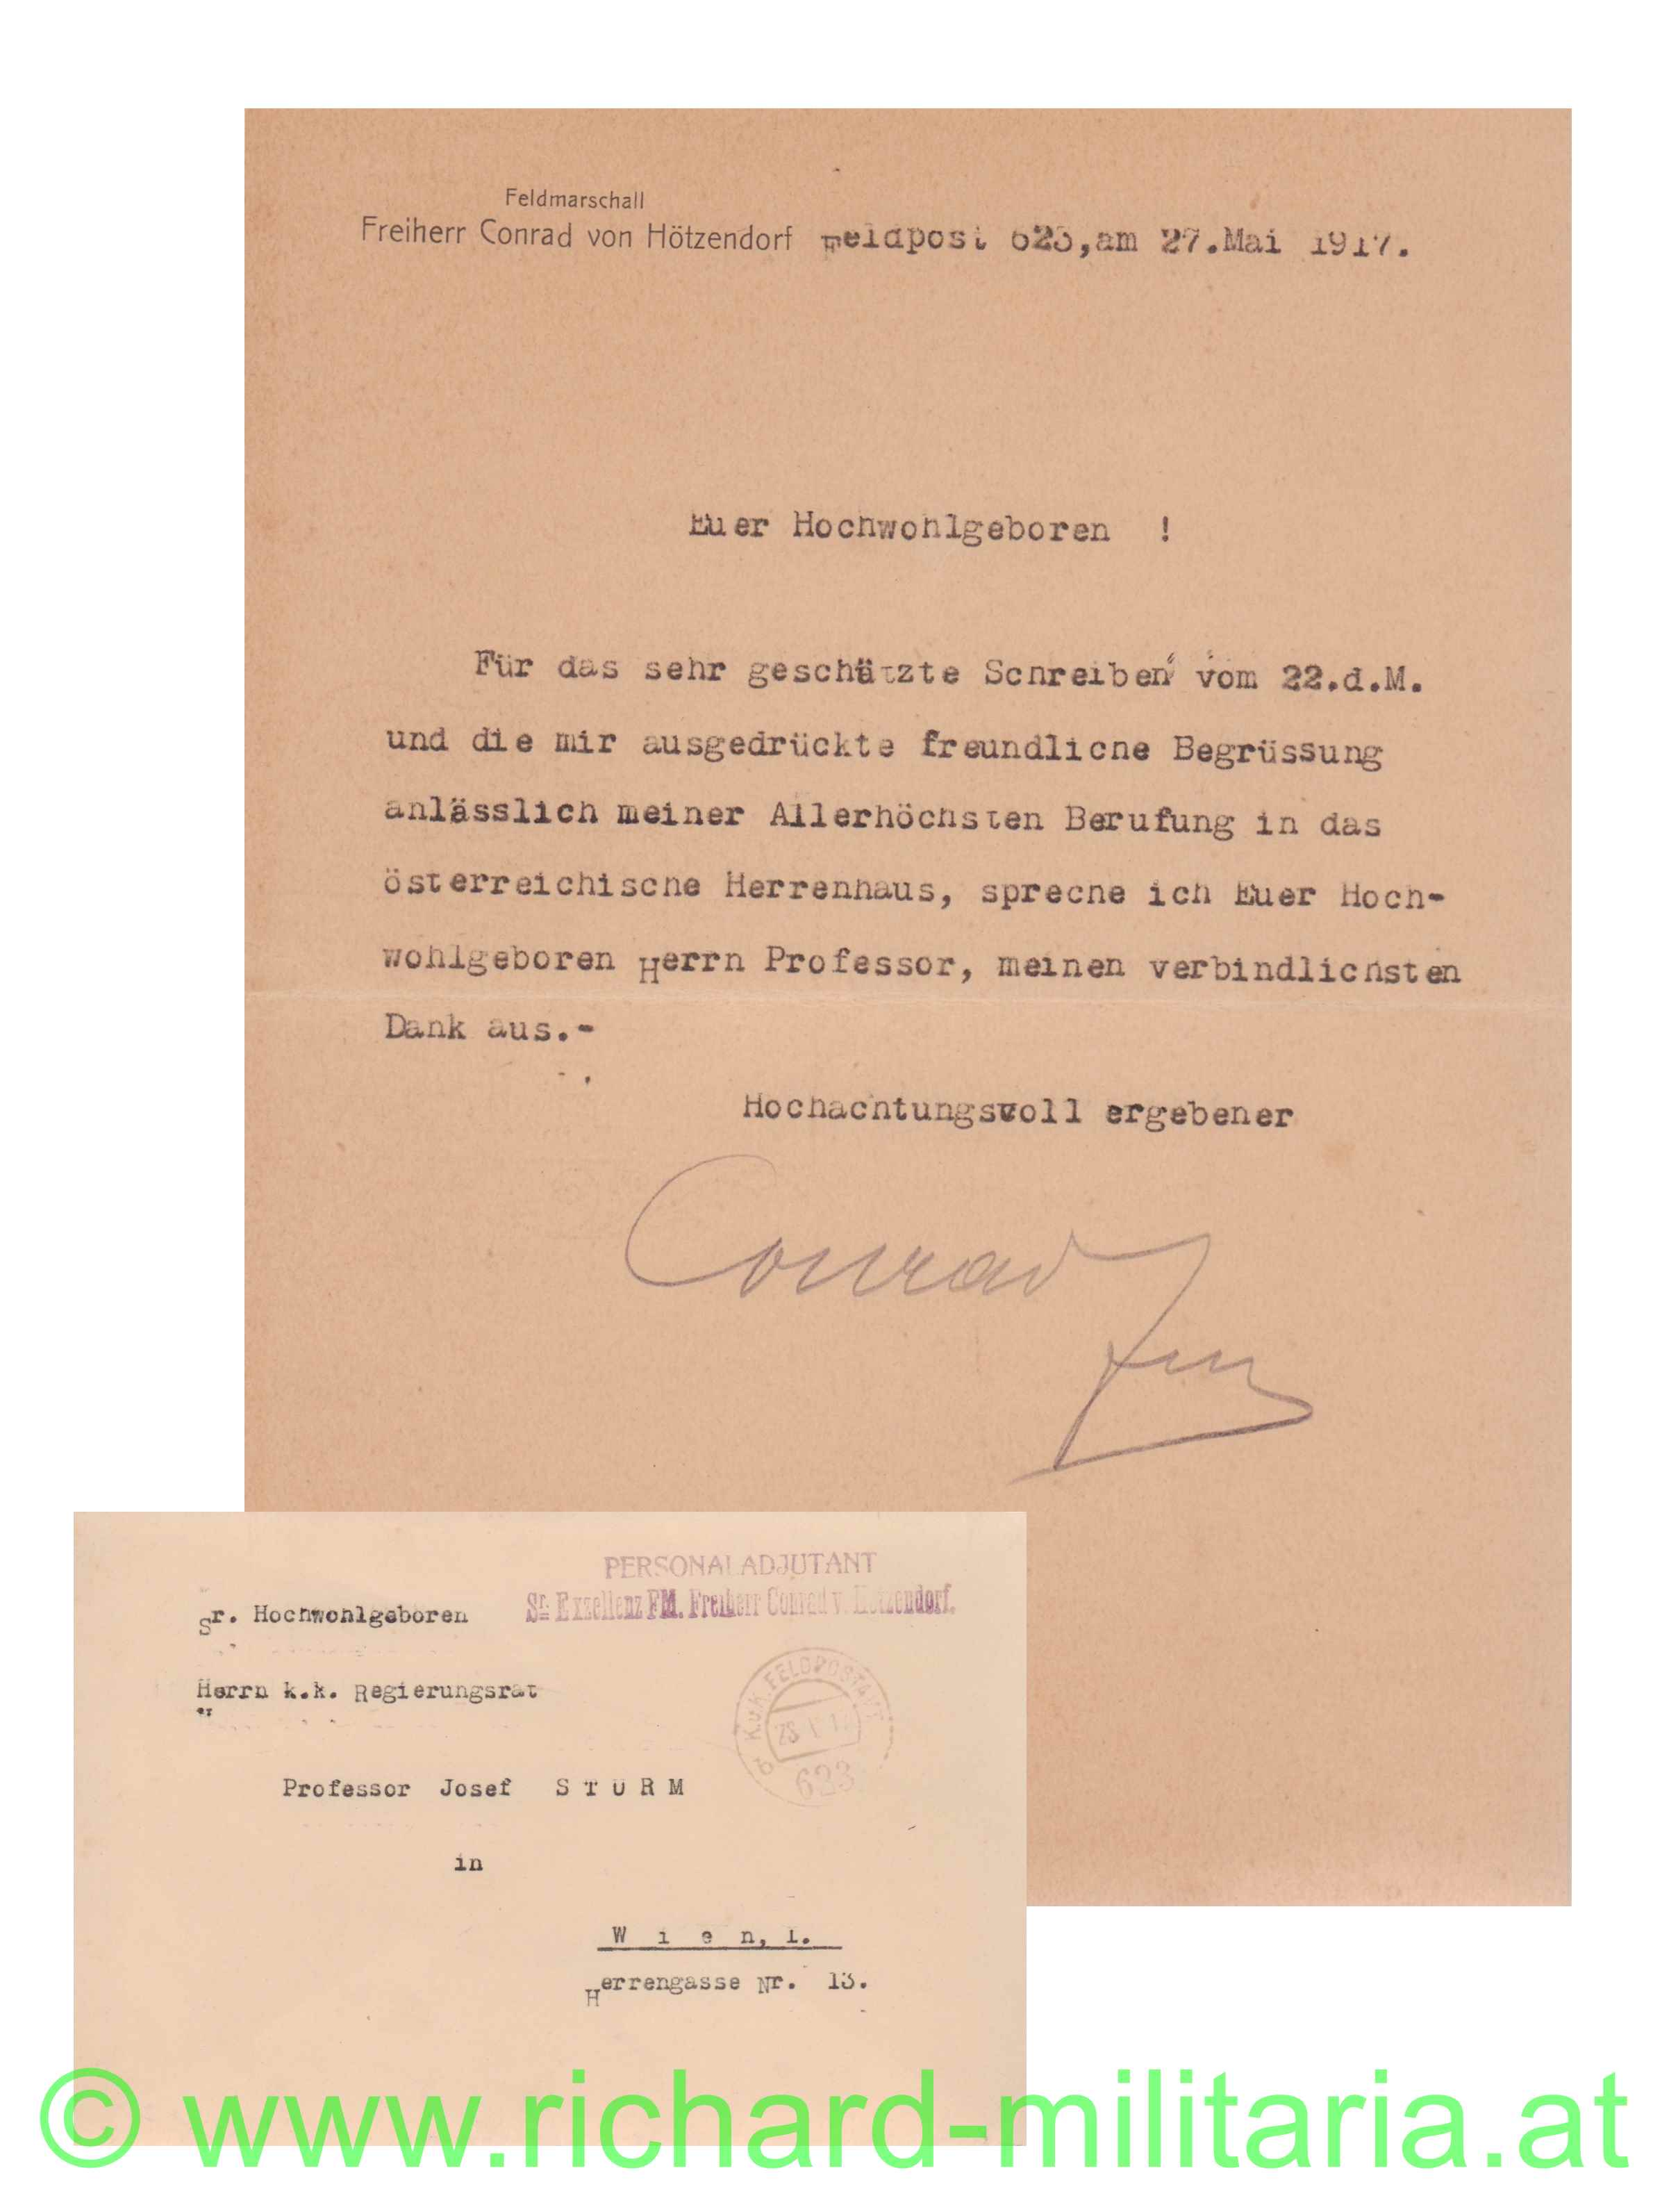 Feldmarschall
Freiherr Conrad von Hötzendorf Feldpost 623,am 27.Mai 1917.
Euer Hochwohlgeboren !
Für das sehr geschätzte Schreiben vom 22.d.M.
und die mir ausgedrückte freundliche Begrüssung
anlässlich meiner Allerhöchsten Berufung in das
österreichische Herrenhaus, spreche ich Euer Hoch-
wohlgeboren Herrn Professor, meinen verbindlichsten
Dank aus.-
Hochachtungsvoll ergebener
Conrad
FM
PERSONALADJUTANT
Sr. Exzellenz FM. Freiherr Conrad v. Hötzendorf.
Sr. Hochwohlgeboren
Herrn k.k. Regierungsrat
K.u.K. FELDPOSTAMT
623
Professor Josef STURM
in
Wien, I.
Herrengasse Nr. 13.
© www.richard-militaria.at